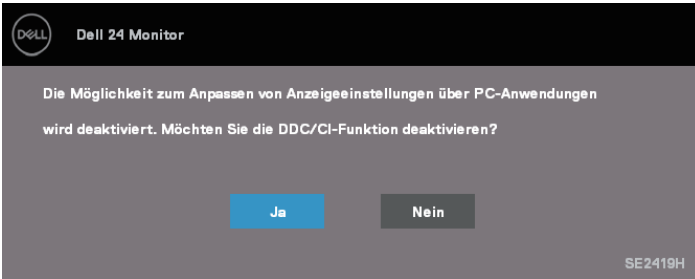 DELL
Dell 24 Monitor
Die Möglichkeit zum Anpassen von Anzeigeeinstellungen über PC-Anwendungen
wird deaktiviert. Möchten Sie die DDC/CI-Funktion deaktivieren?
Ja
Nein
SE2419H